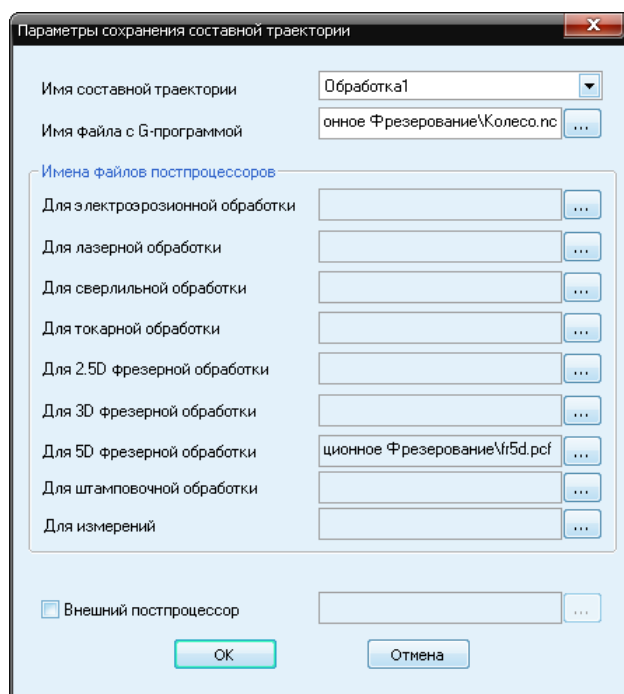 Параметры сохранения составной траектории
Имя составной траектории Обработка1
Имя файла с G-программой онное Фрезерование\Колесо.nc ...
Имена файлов постпроцессоров
Для электроэрозионной обработки ...
Для лазерной обработки ...
Для сверлильной обработки ...
Для токарной обработки ...
Для 2.5D фрезерной обработки ...
Для 3D фрезерной обработки ...
Для 5D фрезерной обработки ционное Фрезерование\fr5d.pcf ...
Для штамповочной обработки ...
Для измерений ...
Внешний постпроцессор ...
OK Отмена